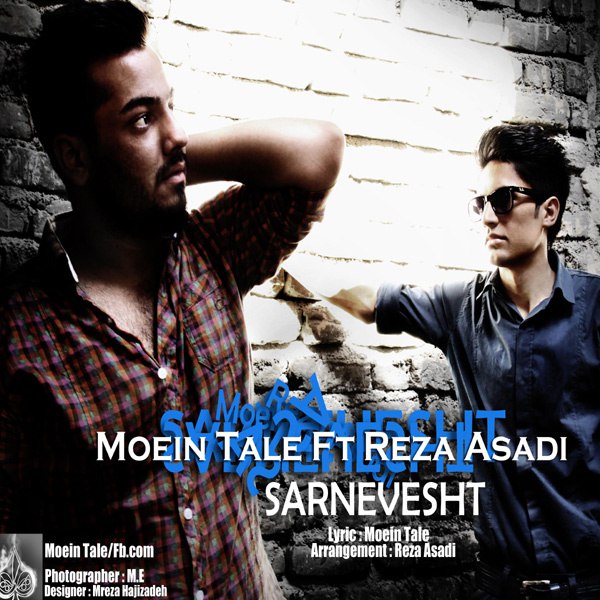 Moein Tale Ft Reza Asadi
SARNEVESHT
Lyric : Moein Tale
Arrangement : Reza Asadi
Moein Tale/Fb.com
Photographer : M.E
Designer : Mreza Hajizadeh